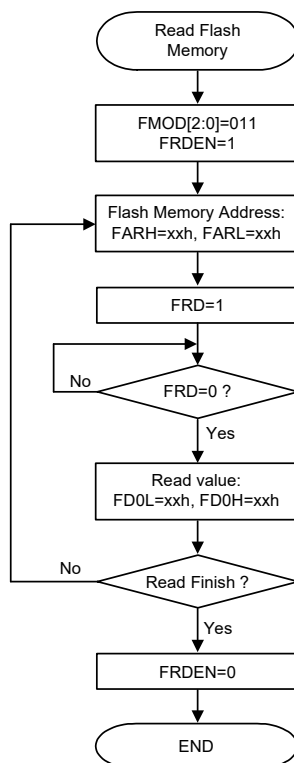 Read Flash
Memory
FMOD[2:0]=011
FRDEN=1
Flash Memory Address:
FARH=xxh, FARL=xxh
FRD=1
No
FRD=0 ?
Yes
Read value:
FD0L=xxh, FD0H=xxh
No
Read Finish ?
Yes
FRDEN=0
END